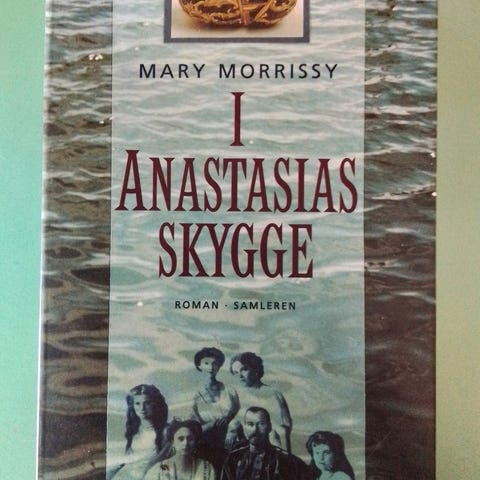 MARY MORRISSY
I
ANASTASIAS
SKYGGE
ROMAN · SAMLEREN